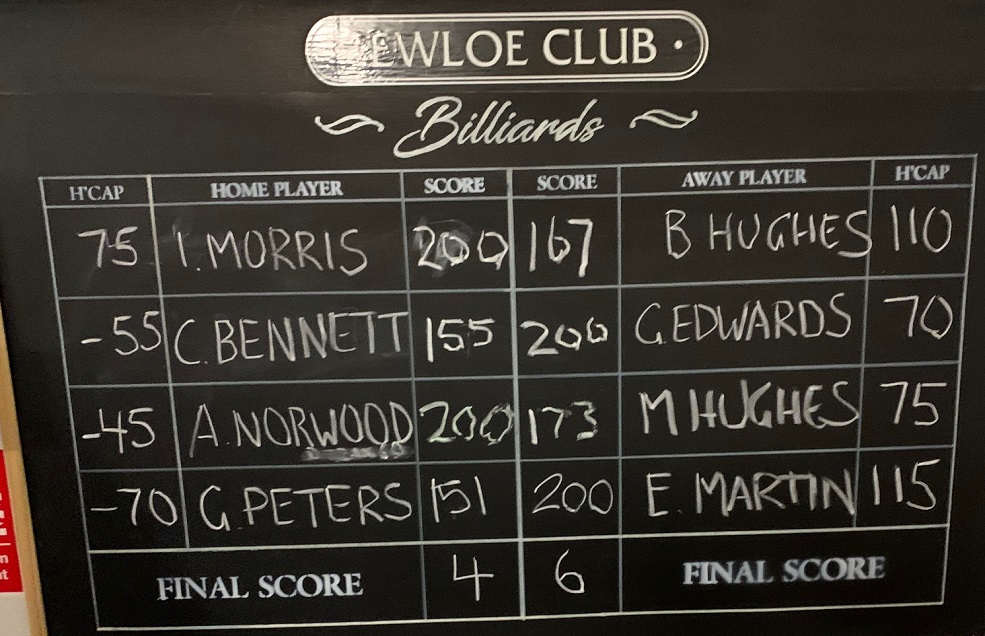 EWLOE CLUB ·
Billiards
H'CAP HOME PLAYER SCORE SCORE AWAY PLAYER H'CAP
75 I. MORRIS 200 167 B HUGHES 110
-55 C. BENNETT 155 200 G. EDWARDS 70
-45 A. NORWOOD 200 173 M HUGHES 75
-70 G. PETERS 151 200 E. MARTIN 115
FINAL SCORE 4 6 FINAL SCORE